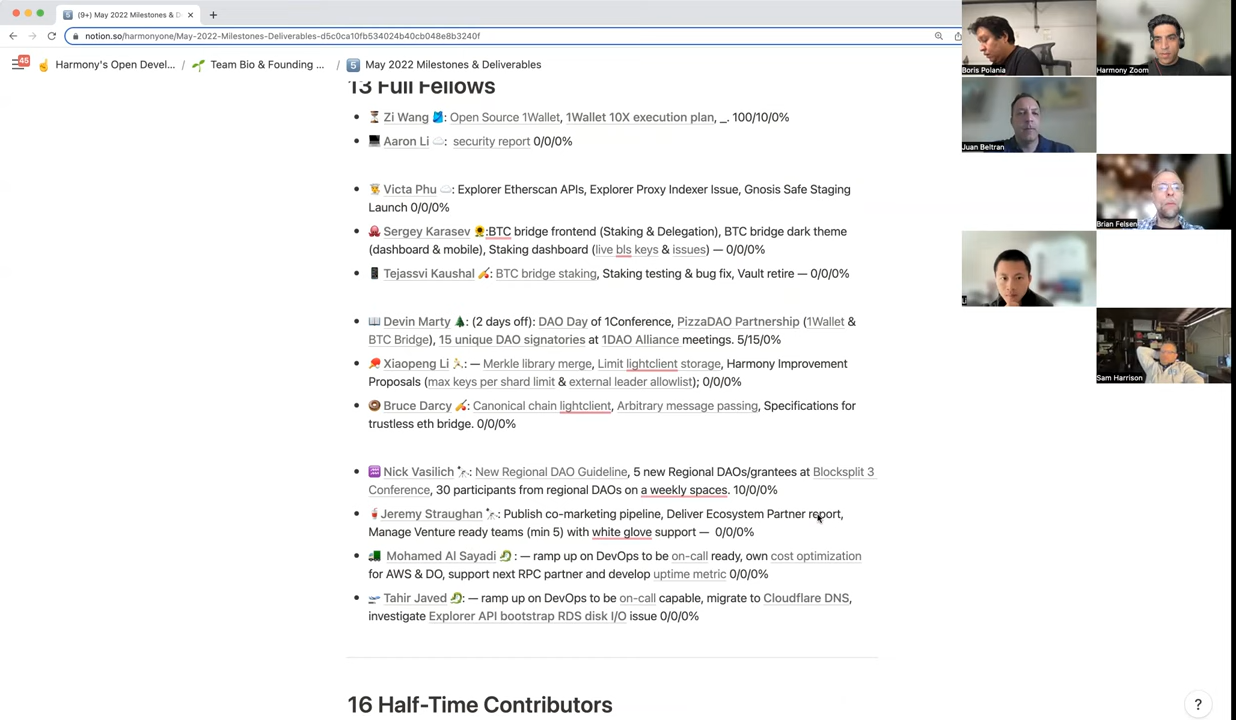 (9+) May 2022 Milestones & D
notion.so/harmonyone/May-2022-Milestones-Deliverables-d5c0ca10fb534024b40cb048e8b3240f
45
Harmony's Open Devel... / Team Bio & Founding ... / May 2022 Milestones & Deliverables
13 Full Fellows
Zi Wang : Open Source 1Wallet, 1Wallet 10X execution plan, _. 100/10/0%
Aaron Li : security report 0/0/0%
Victa Phu : Explorer Etherscan APIs, Explorer Proxy Indexer Issue, Gnosis Safe Staging
Launch 0/0/0%
Sergey Karasev :BTC bridge frontend (Staking & Delegation), BTC bridge dark theme
(dashboard & mobile), Staking dashboard (live bls keys & issues) — 0/0/0%
Tejassvi Kaushal : BTC bridge staking, Staking testing & bug fix, Vault retire — 0/0/0%
Devin Marty : (2 days off): DAO Day of 1Conference, PizzaDAO Partnership (1Wallet &
BTC Bridge), 15 unique DAO signatories at 1DAO Alliance meetings. 5/15/0%
Xiaopeng Li : — Merkle library merge, Limit lightclient storage, Harmony Improvement
Proposals (max keys per shard limit & external leader allowlist); 0/0/0%
Bruce Darcy : Canonical chain lightclient, Arbitrary message passing, Specifications for
trustless eth bridge. 0/0/0%
Nick Vasilich : New Regional DAO Guideline, 5 new Regional DAOs/grantees at Blocksplit 3
Conference, 30 participants from regional DAOs on a weekly spaces. 10/0/0%
Jeremy Straughan : Publish co-marketing pipeline, Deliver Ecosystem Partner report,
Manage Venture ready teams (min 5) with white glove support — 0/0/0%
Mohamed Al Sayadi : — ramp up on DevOps to be on-call ready, own cost optimization
for AWS & DO, support next RPC partner and develop uptime metric 0/0/0%
Tahir Javed : — ramp up on DevOps to be on-call capable, migrate to Cloudflare DNS,
investigate Explorer API bootstrap RDS disk I/O issue 0/0/0%
16 Half-Time Contributors
?
Boris Polania
Harmony Zoom
Juan Beltran
Brian Felsen
Sam Harrison